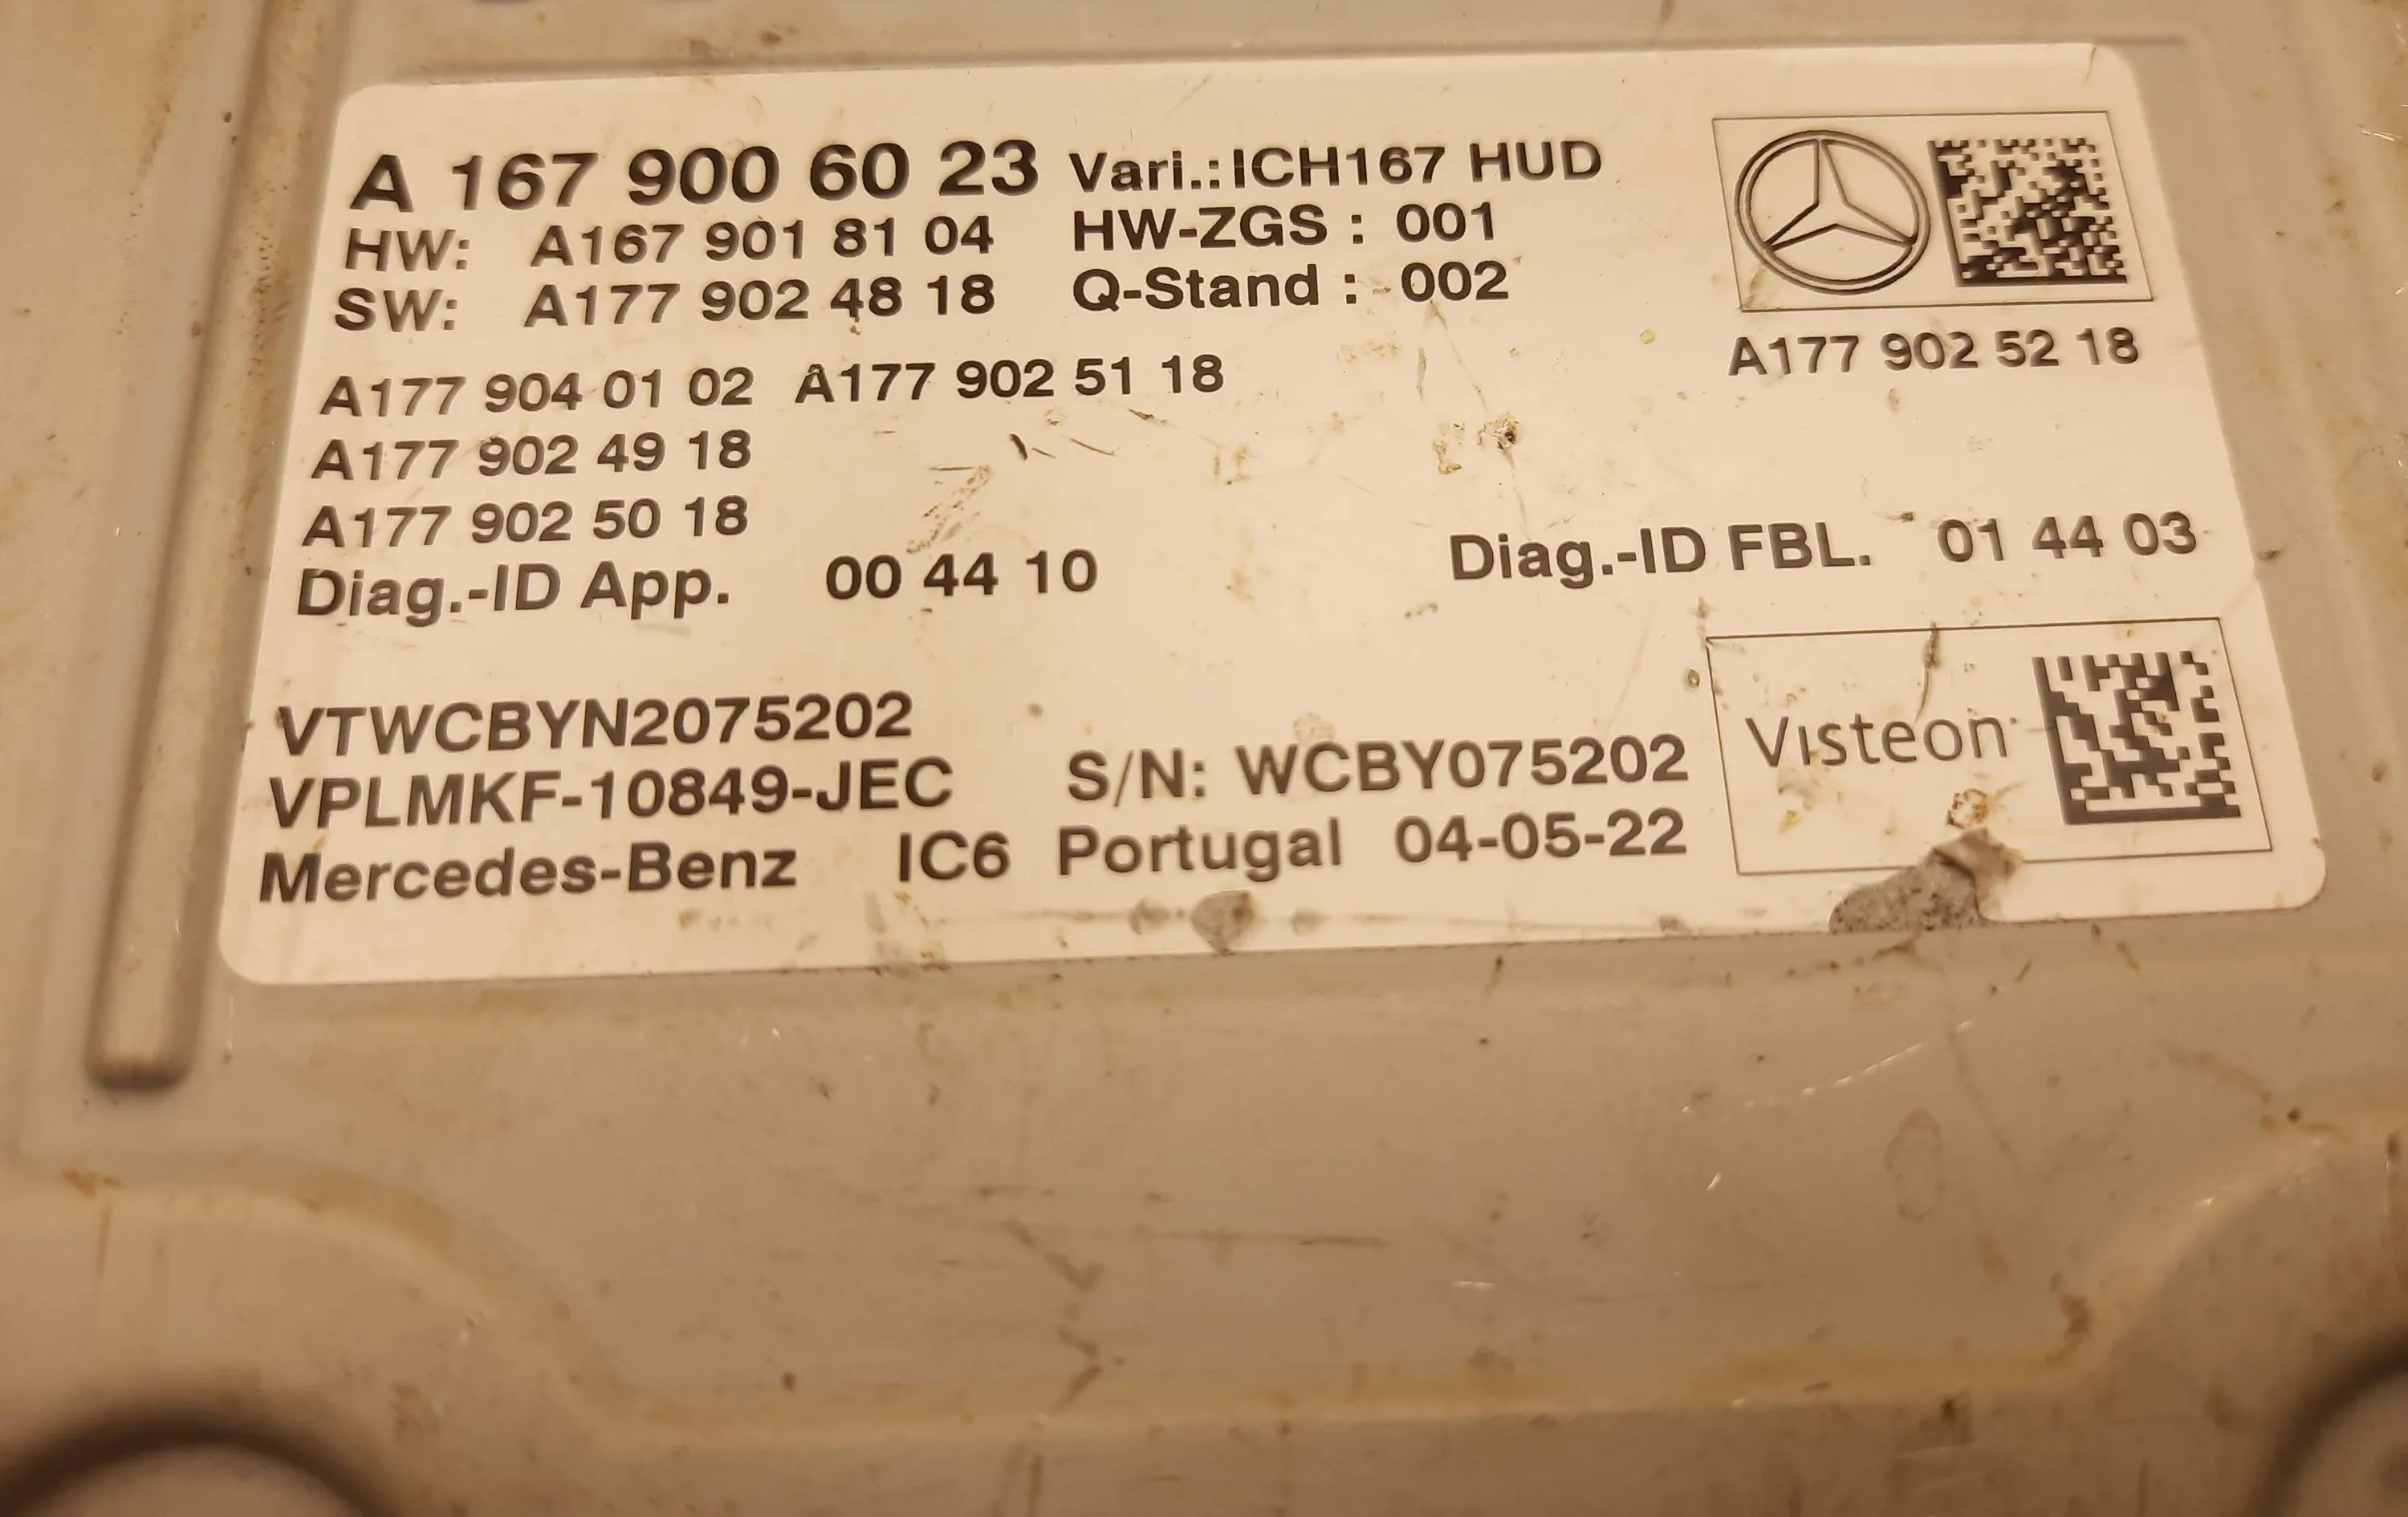 A 167 900 60 23 Vari.:ICH167 HUD
HW: A167 901 81 04 HW-ZGS : 001
SW: A177 902 48 18 Q-Stand : 002
A177 902 52 18
A177 904 01 02 A177 902 51 18
A177 902 49 18
A177 902 50 18
Diag.-ID App. 00 44 10 Diag.-ID FBL. 01 44 03
VTWCBYN2075202
VPLMKF-10849-JEC S/N: WCBY075202
Mercedes-Benz IC6 Portugal 04-05-22
Visteon